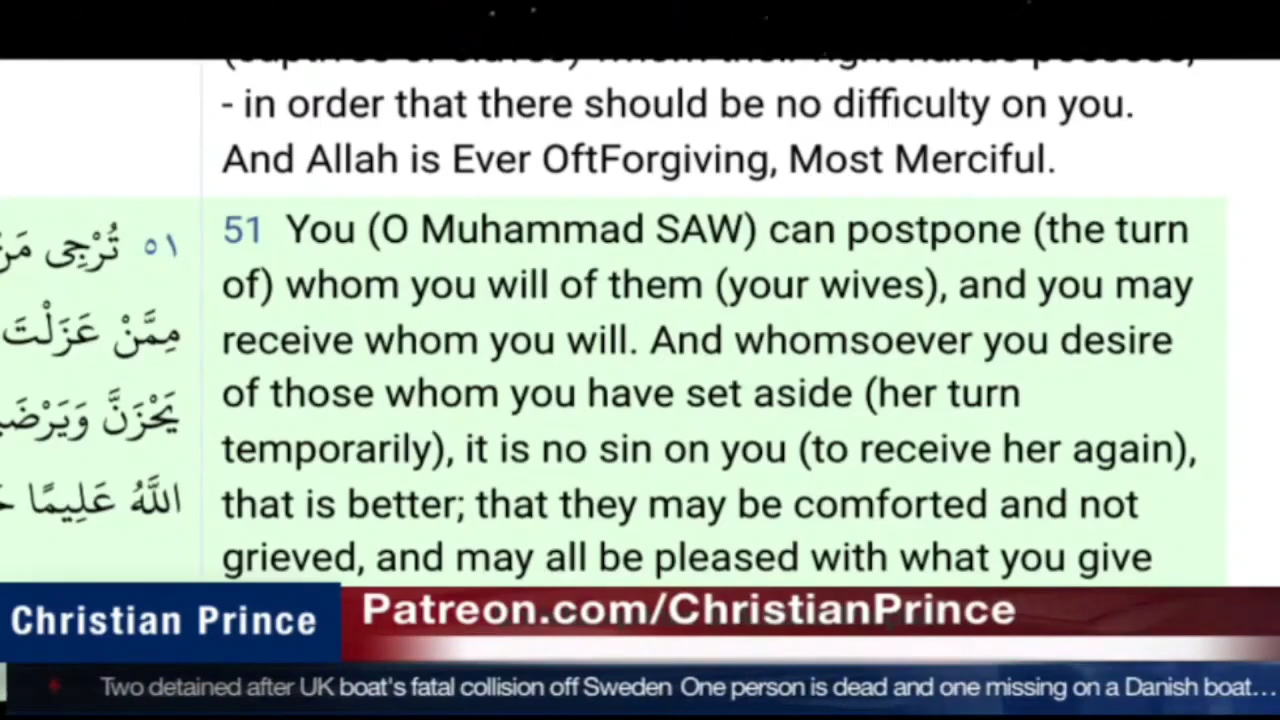 - in order that there should be no difficulty on you.
And Allah is Ever OftForgiving, Most Merciful.
51 You (O Muhammad SAW) can postpone (the turn
of) whom you will of them (your wives), and you may
receive whom you will. And whomsoever you desire
of those whom you have set aside (her turn
temporarily), it is no sin on you (to receive her again),
that is better; that they may be comforted and not
grieved, and may all be pleased with what you give
٥١ تُرْجِى
مِمَّنْ عَزَلْتَ
يَحْزَنَّ
اللَّهُ عَلِيمًا
Christian Prince
Patreon.com/ChristianPrince
Two detained after UK boat's fatal collision off Sweden One person is dead and one missing on a Danish boat...